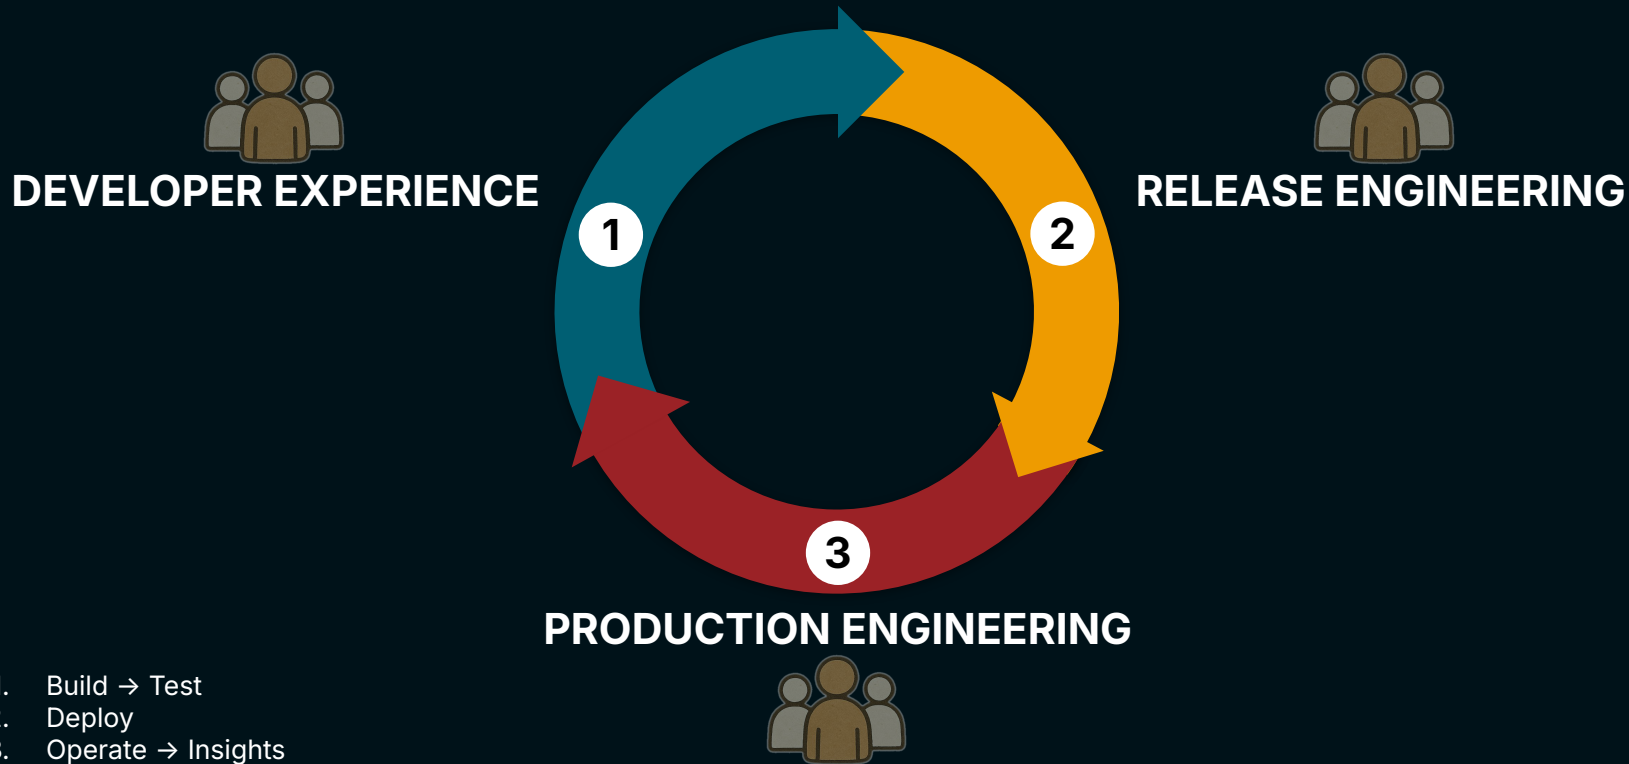 DEVELOPER EXPERIENCE
RELEASE ENGINEERING
1
2
3
PRODUCTION ENGINEERING
. Build → Test
. Deploy
. Operate → Insights